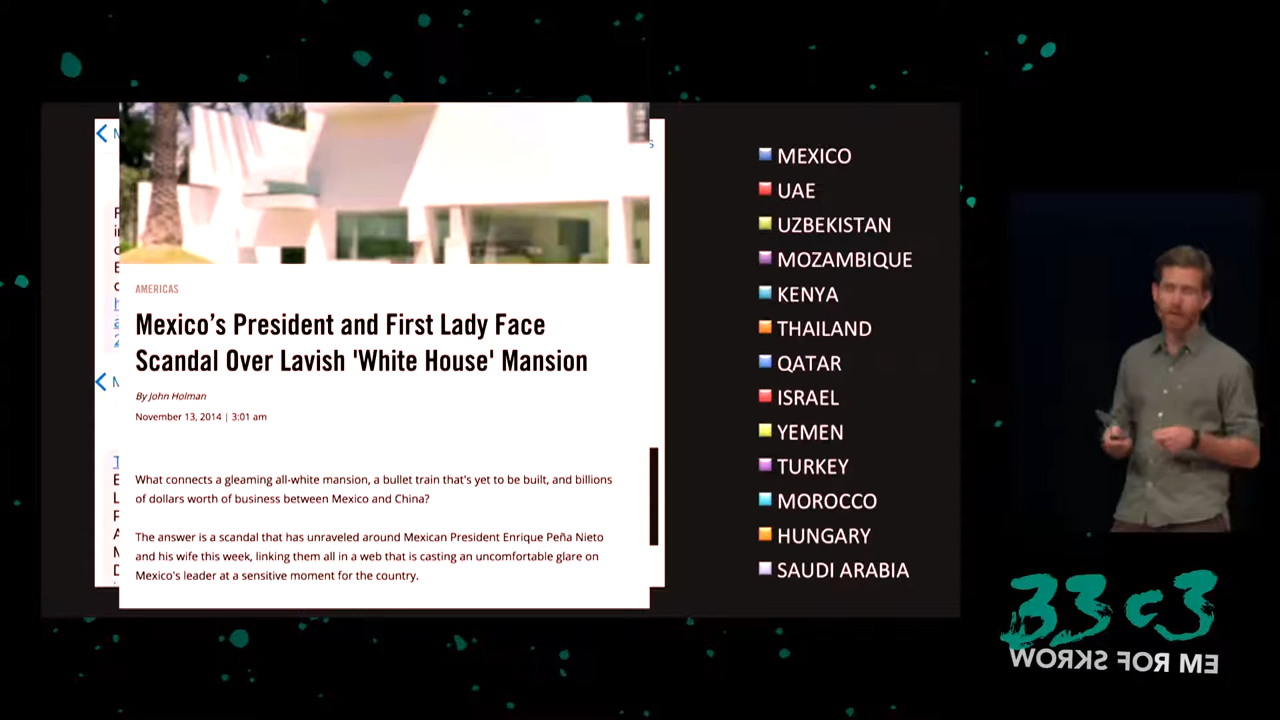 AMERICAS
Mexico’s President and First Lady Face
Scandal Over Lavish 'White House' Mansion
By John Holman
November 13, 2014 | 3:01 am
What connects a gleaming all-white mansion, a bullet train that's yet to be built, and billions
of dollars worth of business between Mexico and China?
The answer is a scandal that has unraveled around Mexican President Enrique Peña Nieto
and his wife this week, linking them all in a web that is casting an uncomfortable glare on
Mexico's leader at a sensitive moment for the country.
MEXICO
UAE
UZBEKISTAN
MOZAMBIQUE
KENYA
THAILAND
QATAR
ISRAEL
YEMEN
TURKEY
MOROCCO
HUNGARY
SAUDI ARABIA
33c3
WORKS FOR ME